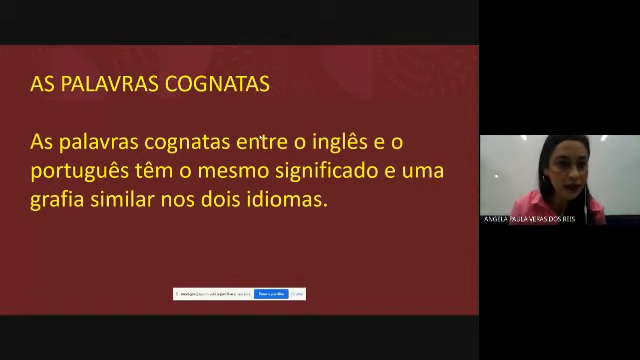 AS PALAVRAS COGNATAS
As palavras cognatas entre o inglês e o
português têm o mesmo significado e uma
grafia similar nos dois idiomas.
ANGELA PAULA VERAS DOS REIS